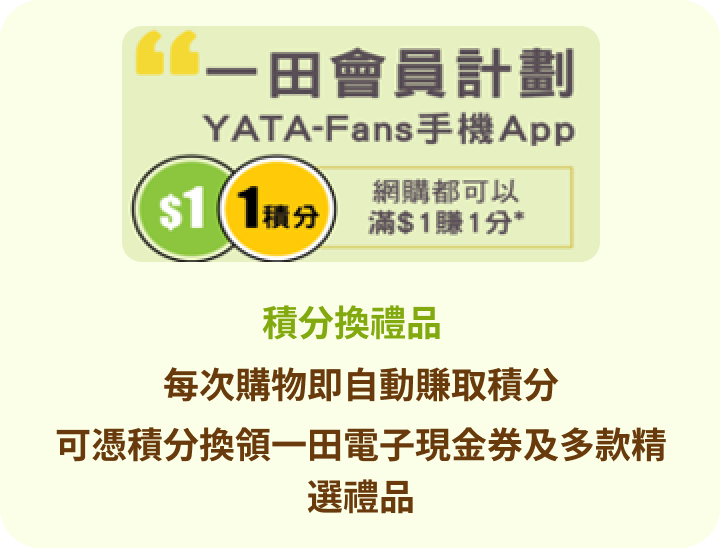 一田會員計劃
YATA-Fans手機App
$1 1積分
網購都可以
滿$1賺1分*
積分換禮品
每次購物即自動賺取積分
可憑積分換領一田電子現金券及多款精
選禮品